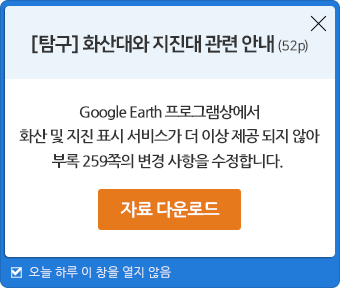 [탐구] 화산대와 지진대 관련 안내 (52p)
Google Earth 프로그램상에서
화산 및 지진 표시 서비스가 더 이상 제공 되지 않아
부록 259쪽의 변경 사항을 수정합니다.
자료 다운로드
오늘 하루 이 창을 열지 않음